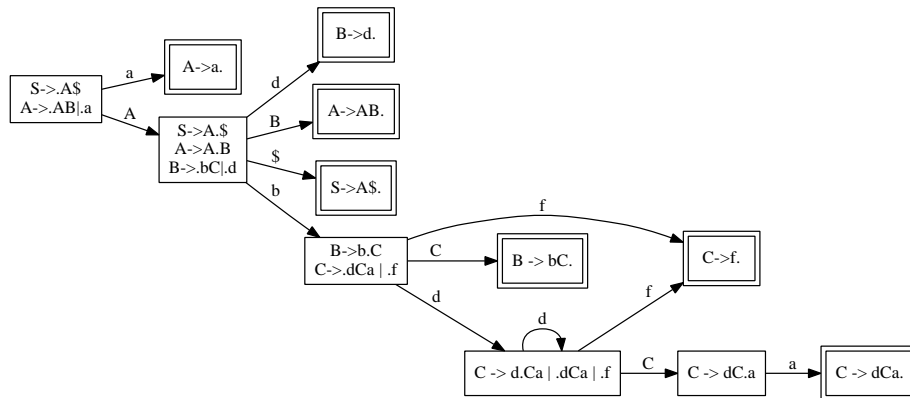 S->.A$
A->.AB|.a
a
A->a.
A
S->A.$
A->A.B
B->.bC|.d
d
B->d.
B
A->AB.
$
S->A$.
b
B->b.C
C->.dCa | .f
f
C->f.
C
B -> bC.
d
C -> d.Ca | .dCa | .f
d
f
C
C -> dC.a
a
C -> dCa.